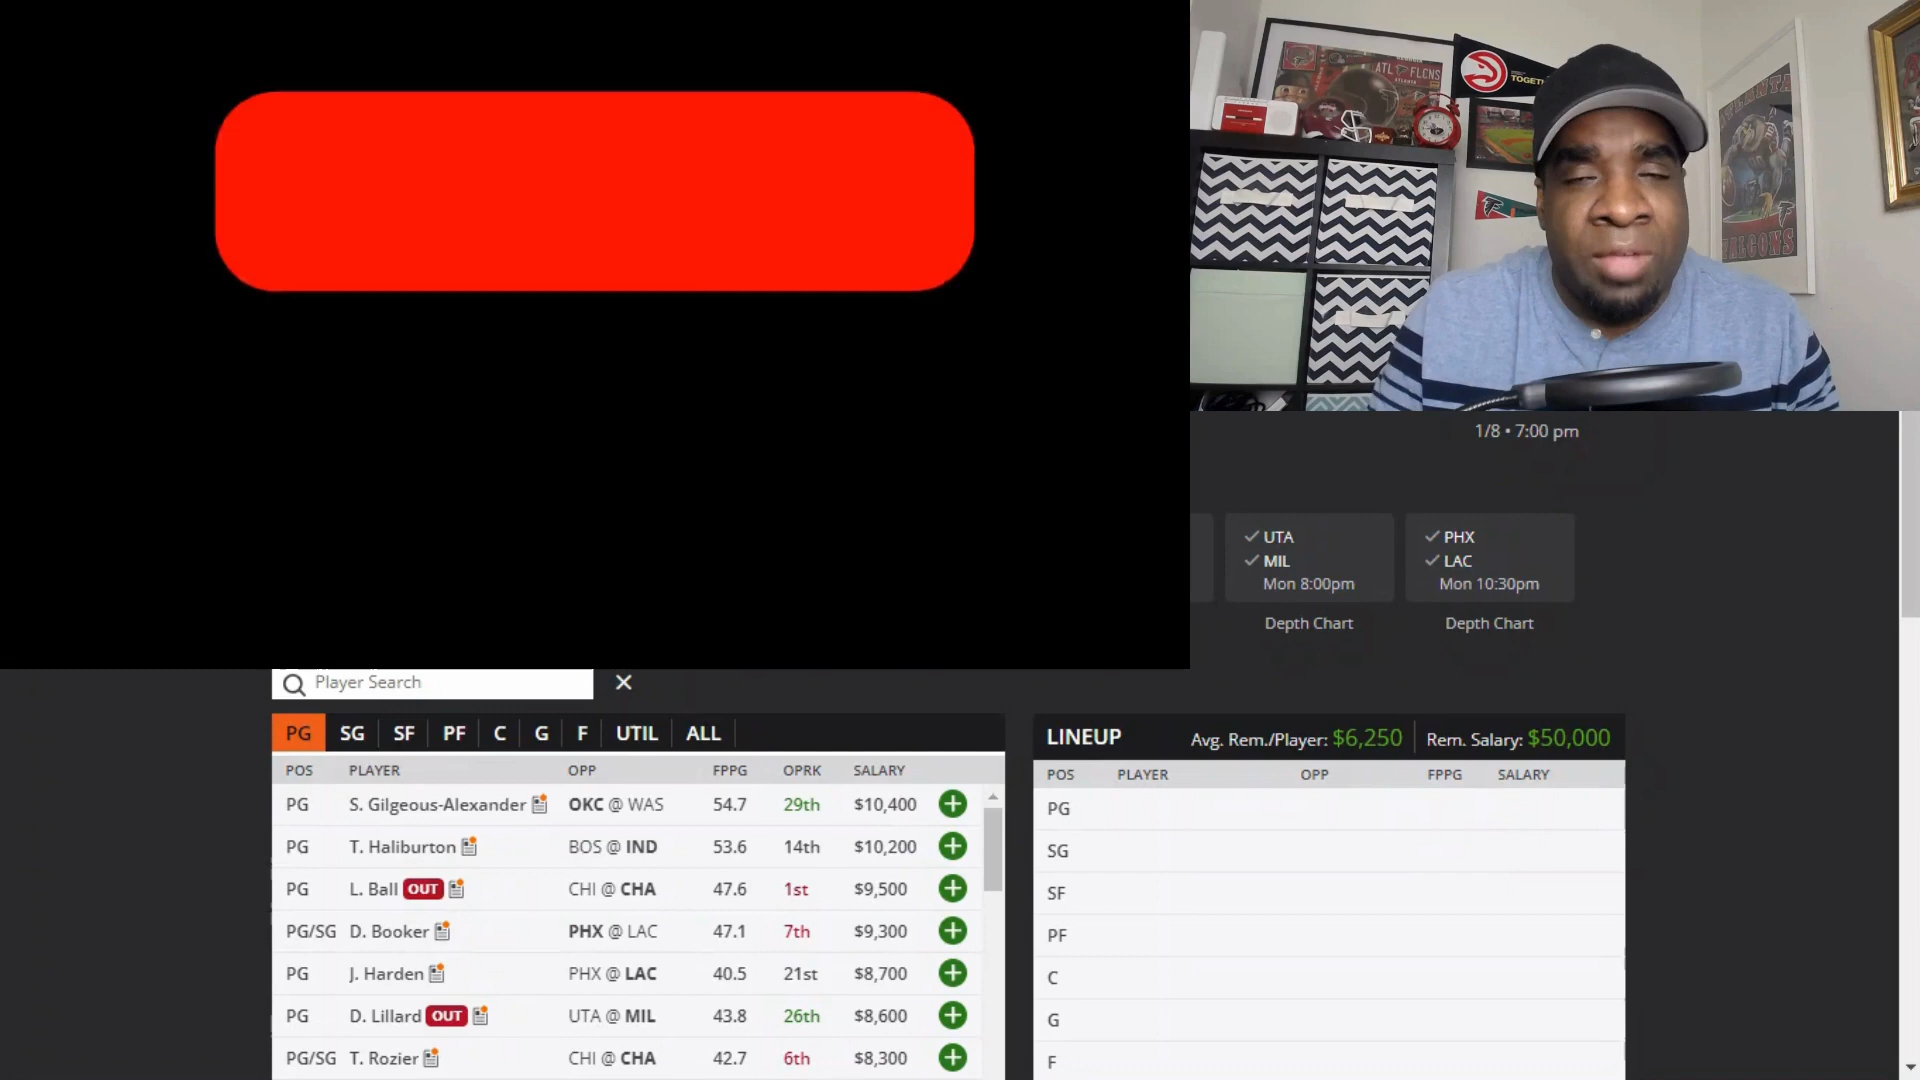 ATL FLCNS
ATLANTA
TOGETH
ATLANTA
FALCONS
1/8 • 7:00 pm
UTA
MIL
Mon 8:00pm
Depth Chart
PHX
LAC
Mon 10:30pm
Depth Chart
Player Search
PG SG SF PF C G F UTIL ALL
POS PLAYER OPP FPPG OPRK SALARY
PG S. Gilgeous-Alexander OKC @ WAS 54.7 29th $10,400
PG T. Haliburton BOS @ IND 53.6 14th $10,200
PG L. Ball OUT CHI @ CHA 47.6 1st $9,500
PG/SG D. Booker PHX @ LAC 47.1 7th $9,300
PG J. Harden PHX @ LAC 40.5 21st $8,700
PG D. Lillard OUT UTA @ MIL 43.8 26th $8,600
PG/SG T. Rozier CHI @ CHA 42.7 6th $8,300
LINEUP Avg. Rem./Player: $6,250 Rem. Salary: $50,000
POS PLAYER OPP FPPG SALARY
PG
SG
SF
PF
C
G
F